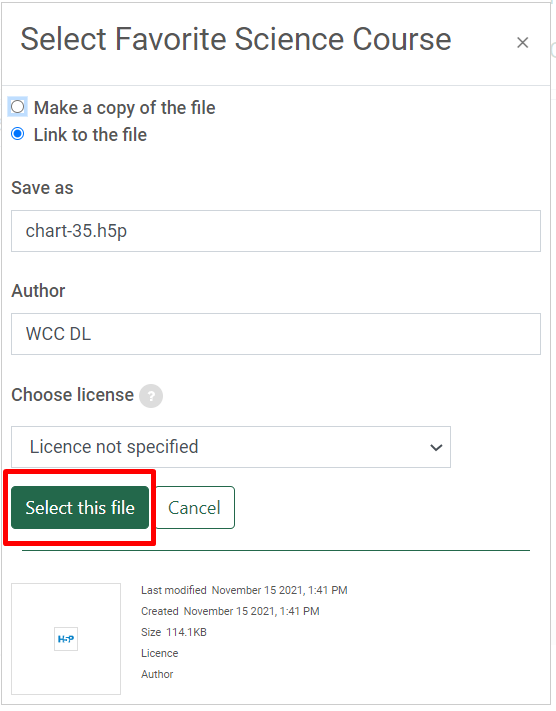 Select Favorite Science Course ×
Make a copy of the file
Link to the file
Save as
chart-35.h5p
Author
WCC DL
Choose license ?
Licence not specified
Select this file Cancel
Last modified November 15 2021, 1:41 PM
Created November 15 2021, 1:41 PM
Size 114.1KB
H5P
Licence
Author